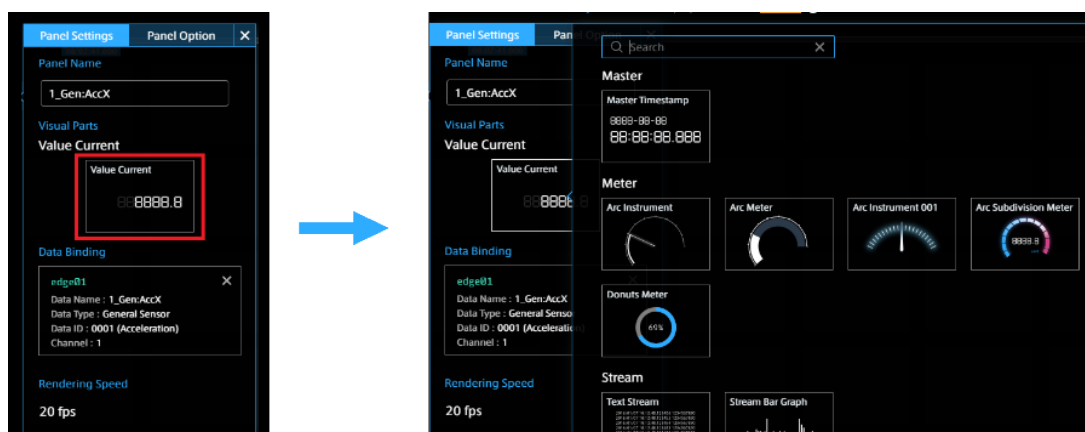 Panel Settings Panel Option
Panel Name
1_Gen:AccX
Visual Parts
Value Current
Value Current
8888.8
Data Binding
edge01
Data Name : 1_Gen:AccX
Data Type : General Sensor
Data ID : 0001 (Acceleration)
Channel : 1
Rendering Speed
20 fps
Panel Settings Pan
Panel Name
1_Gen:AccX
Visual Parts
Value Current
Value Current
Data Binding
edge01
Data Name : 1_Gen:AccX
Data Type : General Senso
Data ID : 0001 (Accelerati
Channel : 1
Rendering Speed
20 fps
Search
Master
Master Timestamp
8888-88-88
88:88:88.888
Meter
Arc Instrument Arc Meter Arc Instrument 001 Arc Subdivision Meter
8888.8
Donuts Meter
69%
Stream
Text Stream Stream Bar Graph